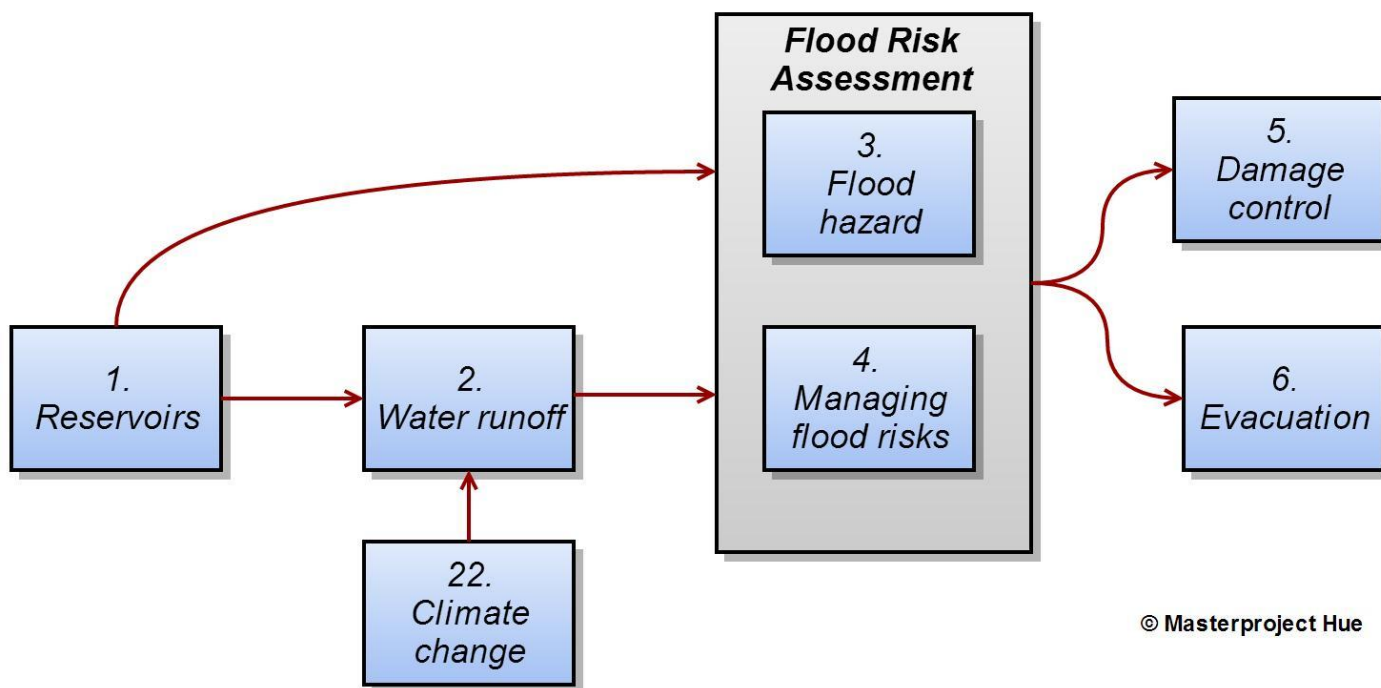 Flood Risk
Assessment
3.
Flood
hazard
5.
Damage
control
1.
Reservoirs
2.
Water runoff
4.
Managing
flood risks
6.
Evacuation
22.
Climate
change
© Masterproject Hue